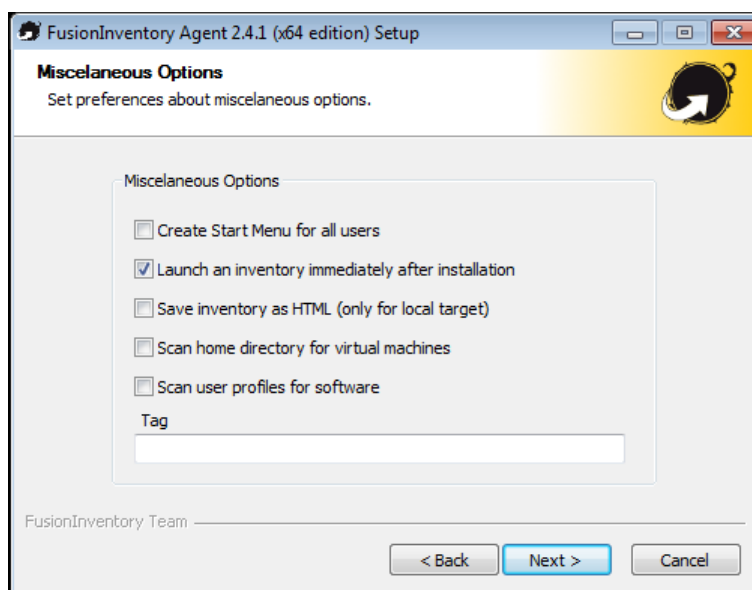 FusionInventory Agent 2.4.1 (x64 edition) Setup
Miscelaneous Options
Set preferences about miscelaneous options.
Miscelaneous Options
Create Start Menu for all users
Launch an inventory immediately after installation
Save inventory as HTML (only for local target)
Scan home directory for virtual machines
Scan user profiles for software
Tag
FusionInventory Team
< Back Next > Cancel